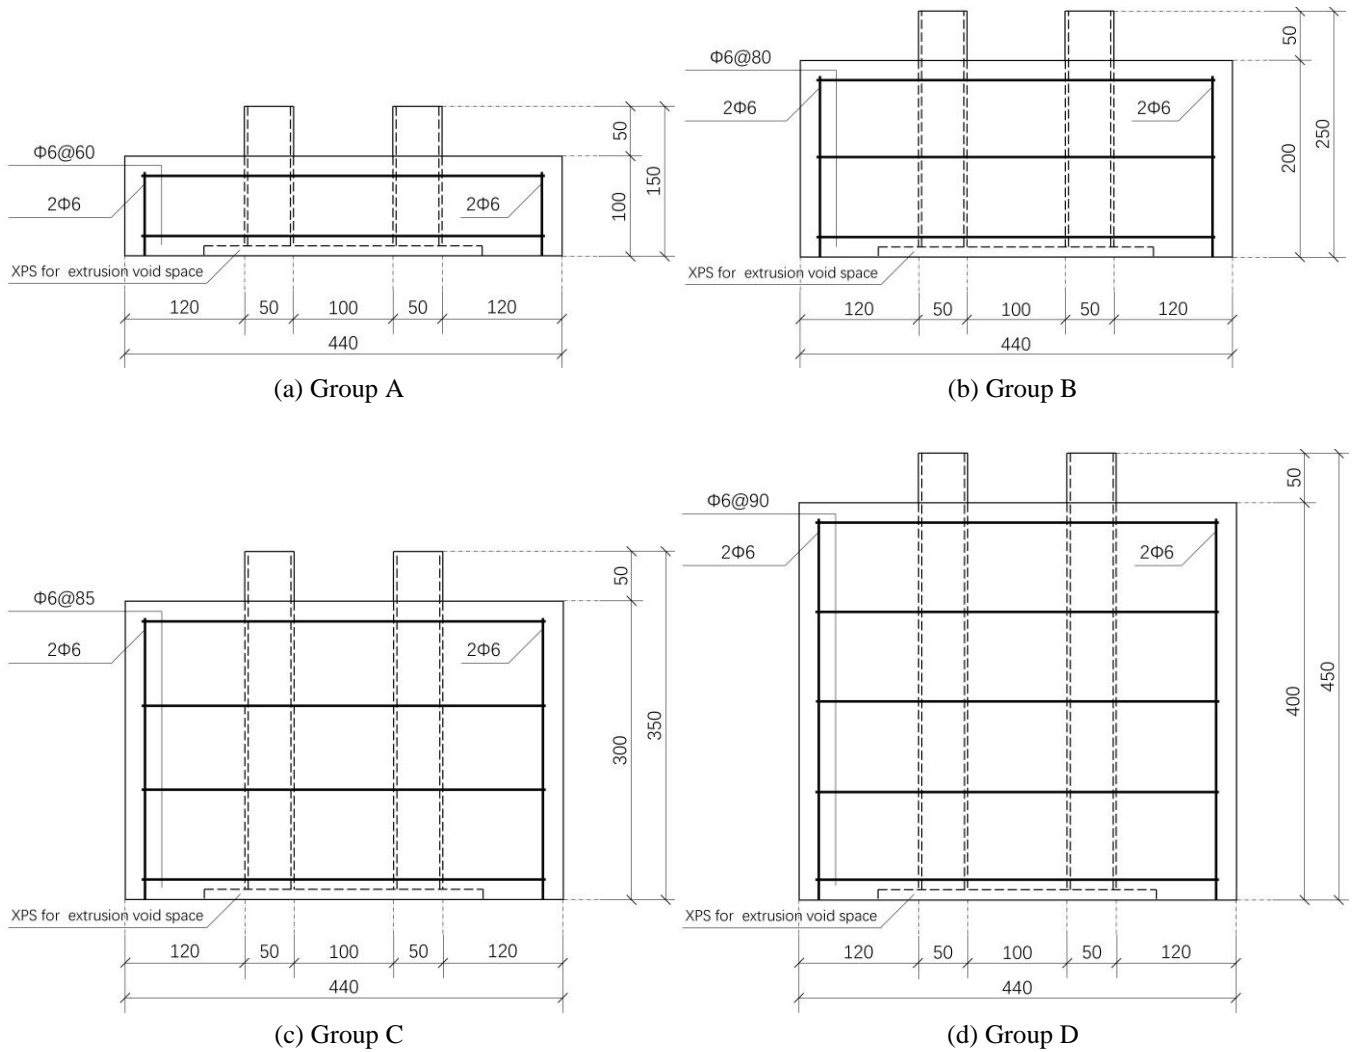 Φ6@60
2Φ6
2Φ6
XPS for extrusion void space
50
100
150
120
50
100
50
120
440
(a) Group A
Φ6@80
2Φ6
2Φ6
XPS for extrusion void space
50
200
250
120
50
100
50
120
440
(b) Group B
Φ6@85
2Φ6
2Φ6
XPS for extrusion void space
50
300
350
120
50
100
50
120
440
(c) Group C
Φ6@90
2Φ6
2Φ6
XPS for extrusion void space
50
400
450
120
50
100
50
120
440
(d) Group D